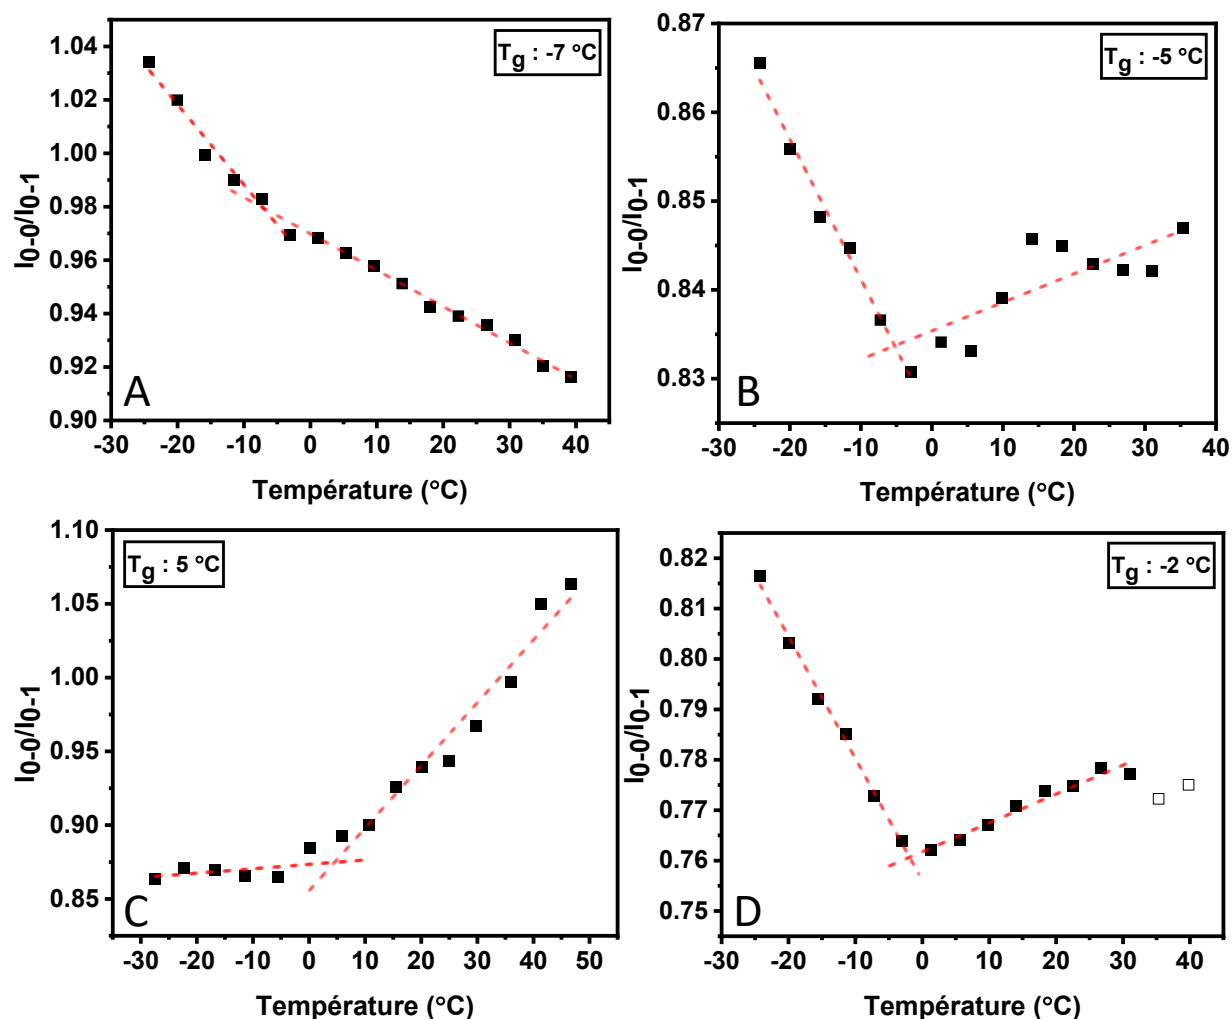 1.04
1.02
1.00
0.98
0.96
0.94
0.92
0.90
I0-0/I0-1
Tg : -7 °C
A
-30 -20 -10 0 10 20 30 40
Température (°C)
0.87
0.86
0.85
0.84
0.83
I0-0/I0-1
Tg : -5 °C
B
-30 -20 -10 0 10 20 30 40
Température (°C)
1.10
1.05
1.00
0.95
0.90
0.85
I0-0/I0-1
Tg : 5 °C
C
-30 -20 -10 0 10 20 30 40 50
Température (°C)
0.82
0.81
0.80
0.79
0.78
0.77
0.76
0.75
I0-0/I0-1
Tg : -2 °C
D
-30 -20 -10 0 10 20 30 40
Température (°C)